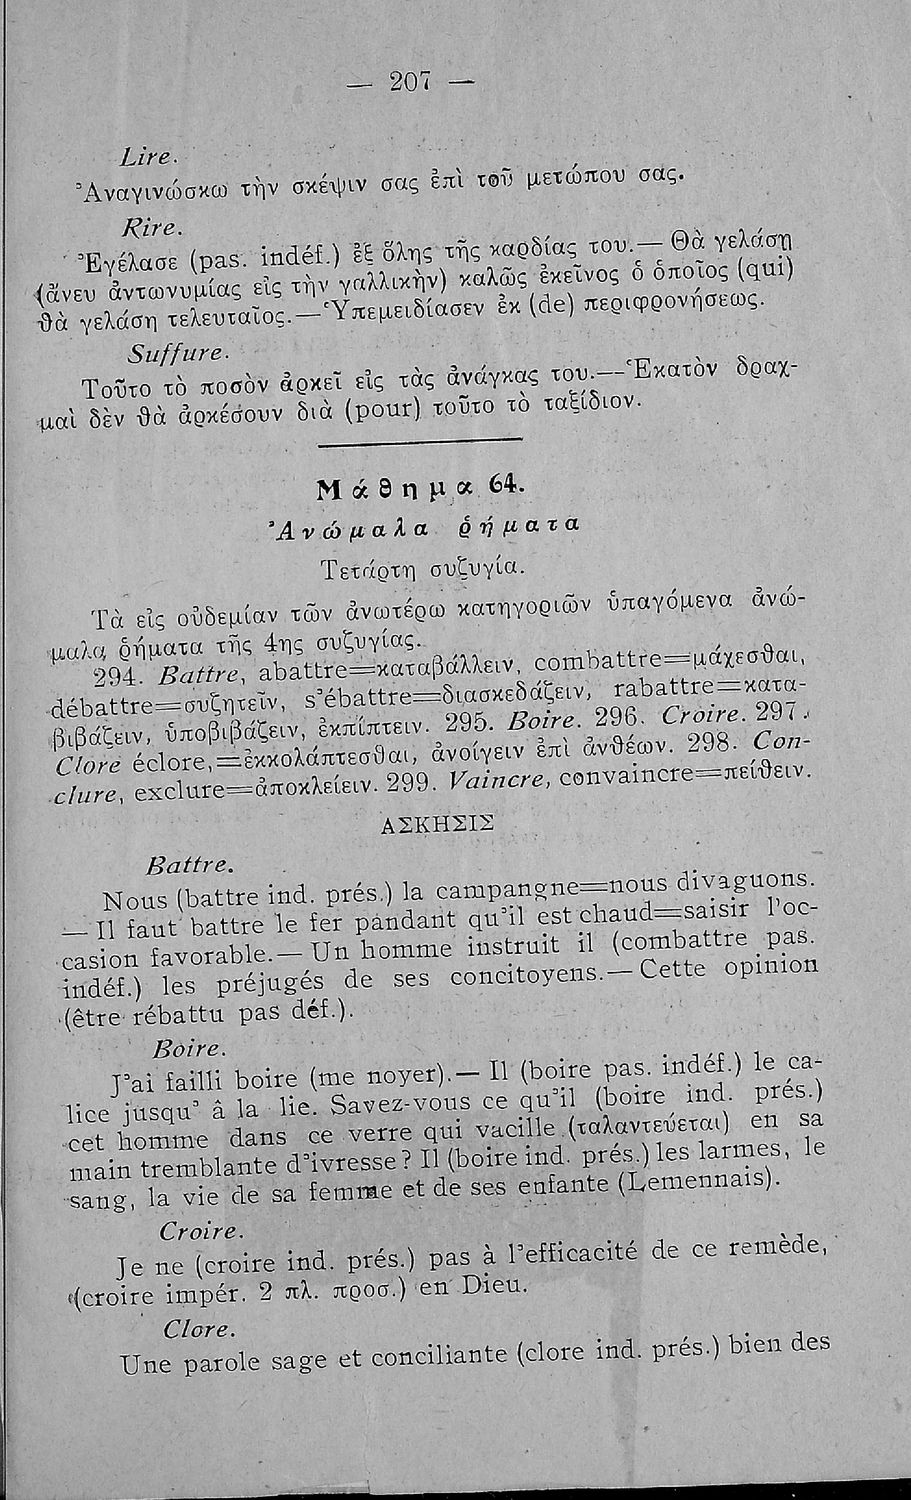 — 207 —
Lire.
Ἀναγινώσκω τὴν σκέψιν σας ἐπὶ τοῦ μετώπου σας.
Rire.
Ἐγέλασε (pas. indéf.) ἐξ ὅλης τῆς καρδίας του.— Θὰ γελάσῃ
(ἄνευ ἀντωνυμίας εἰς τὴν γαλλικὴν) καλῶς ἐκεῖνος ὁ ὁποῖος (qui)
θὰ γελάσῃ τελευταῖος.—Ὑπεμειδίασεν ἐκ (de) περιφρονήσεως.
Suffure.
Τοῦτο τὸ ποσὸν ἀρκεῖ εἰς τὰς ἀνάγκας του.—Ἑκατὸν δραχ-
μαὶ δὲν θὰ ἀρκέσουν διὰ (pour) τοῦτο τὸ ταξίδιον.
Μάθημα 64.
Ἀνώμαλα ῥήματα
Τετάρτη συζυγία.
Τὰ εἰς οὐδεμίαν τῶν ἀνωτέρω κατηγοριῶν ὑπαγόμενα ἀνώ-
μαλα ῥήματα τῆς 4ης συζυγίας.
294. Battre, abattre=καταβάλλειν, combattre=μάχεσθαι,
débattre=συζητεῖν, s'ébattre=διασκεδάζειν, rabattre=κατα-
βιβάζειν, ὑποβιβάζειν, ἐκπίπτειν. 295. Boire. 296. Croire. 297.
Clore éclore,=ἐκκολάπτεσθαι, ἀνοίγειν ἐπὶ ἀνθέων. 298. Con-
clure, exclure=ἀποκλείειν. 299. Vaincre, convaincre=πείθειν.
ΑΣΚΗΣΙΣ
Battre.
Nous (battre ind. prés.) la campangne=nous divaguons.
— Il faut battre le fer pandant qu'il est chaud=saisir l'oc-
casion favorable.— Un homme instruit il (combattre pas.
indéf.) les préjugés de ses concitoyens.— Cette opinion
(être rébattu pas déf.).
Boire.
J'ai failli boire (me noyer).— Il (boire pas. indéf.) le ca-
lice jusqu' â la lie. Savez-vous ce qu'il (boire ind. prés.)
cet homme dans ce verre qui vacille (ταλαντεύεται) en sa
main tremblante d'ivresse? Il (boire ind. prés.) les larmes, le
sang, la vie de sa femme et de ses enfante (Lemennais).
Croire.
Je ne (croire ind. prés.) pas à l'efficacité de ce remède,
(croire impér. 2 πλ. προσ.) en Dieu.
Clore.
Une parole sage et conciliante (clore ind. prés.) bien des